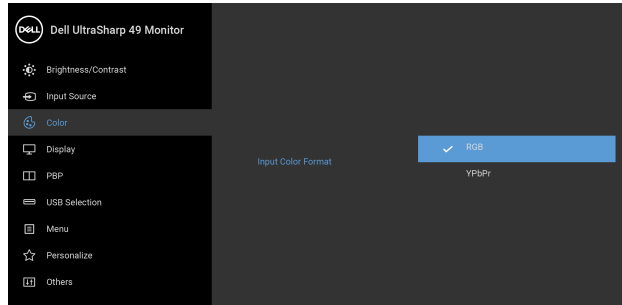 DELL
Dell UltraSharp 49 Monitor
Brightness/Contrast
Input Source
Color
Display
PBP
USB Selection
Menu
Personalize
Others
Input Color Format
RGB
YPbPr